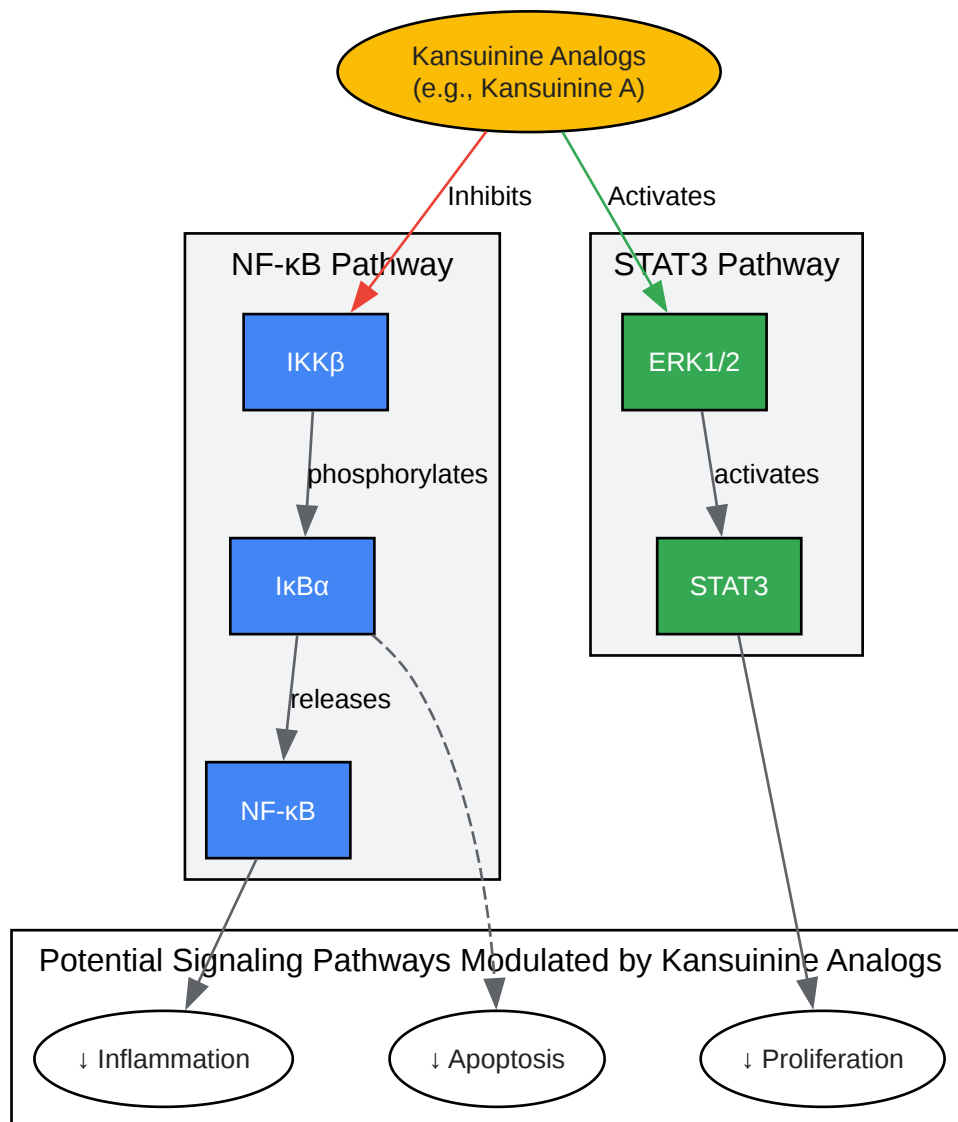 Kansuinine Analogs
(e.g., Kansuinine A)
Inhibits
Activates
NF-κB Pathway
STAT3 Pathway
IKKβ
ERK1/2
phosphorylates
activates
IκBα
STAT3
releases
NF-κB
Potential Signaling Pathways Modulated by Kansuinine Analogs
↓ Inflammation
↓ Apoptosis
↓ Proliferation